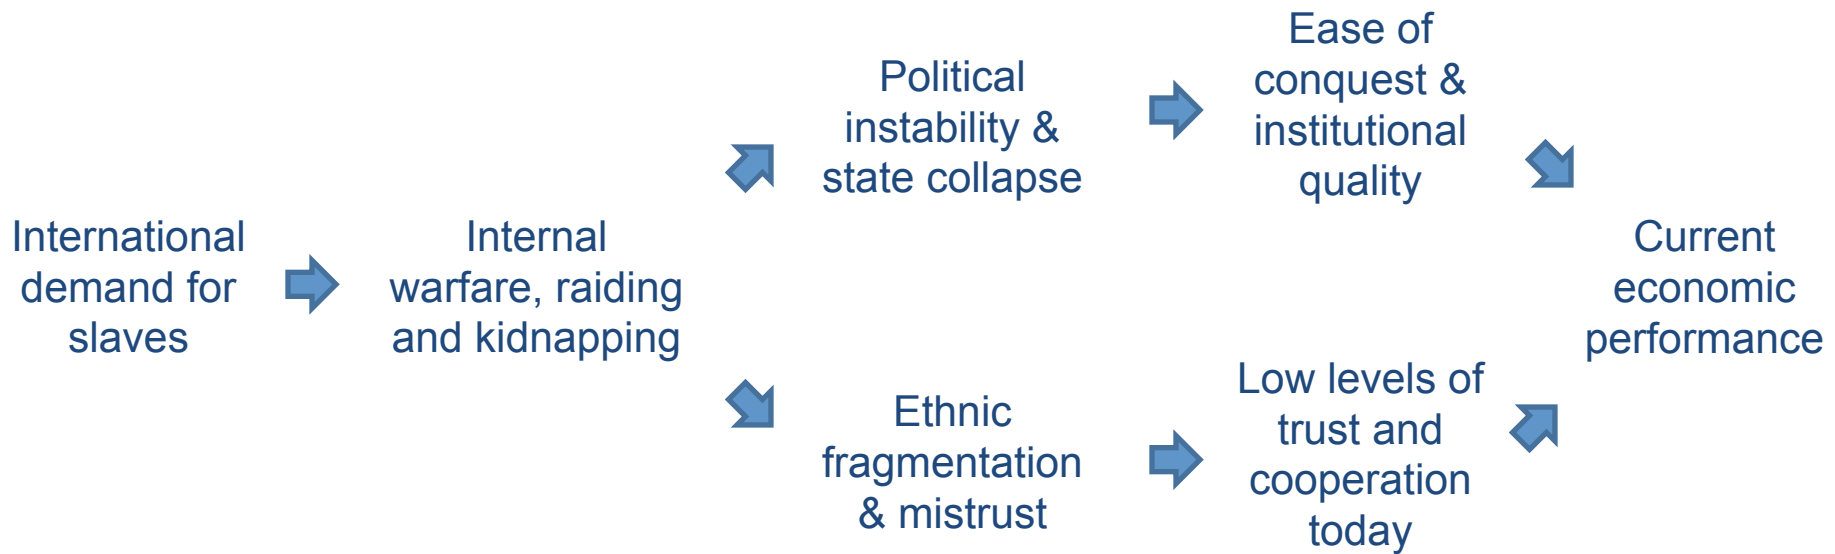 International
demand for
slaves
Internal
warfare, raiding
and kidnapping
Political
instability &
state collapse
Ease of
conquest &
institutional
quality
Ethnic
fragmentation
& mistrust
Low levels of
trust and
cooperation
today
Current
economic
performance